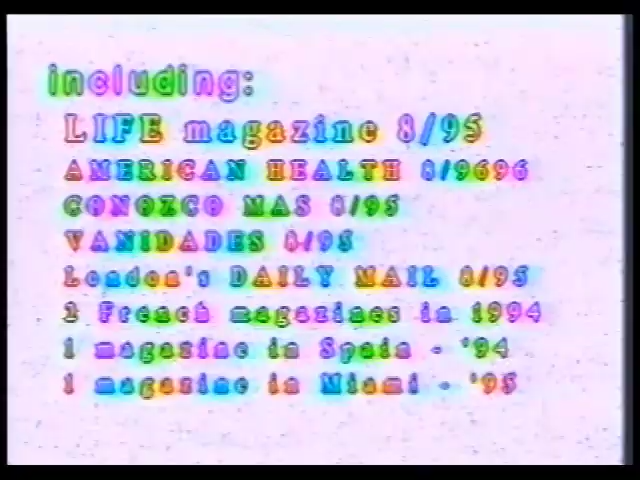 including:
LIFE magazine 8/95
AMERICAN HEALTH 8/9696
CONOZCO MAS 8/95
VANIDADES 8/95
London's DAILY MAIL 8/95
2 French magazines in 1994
1 magazine in Spain - '94
1 magazine in Miami - '95